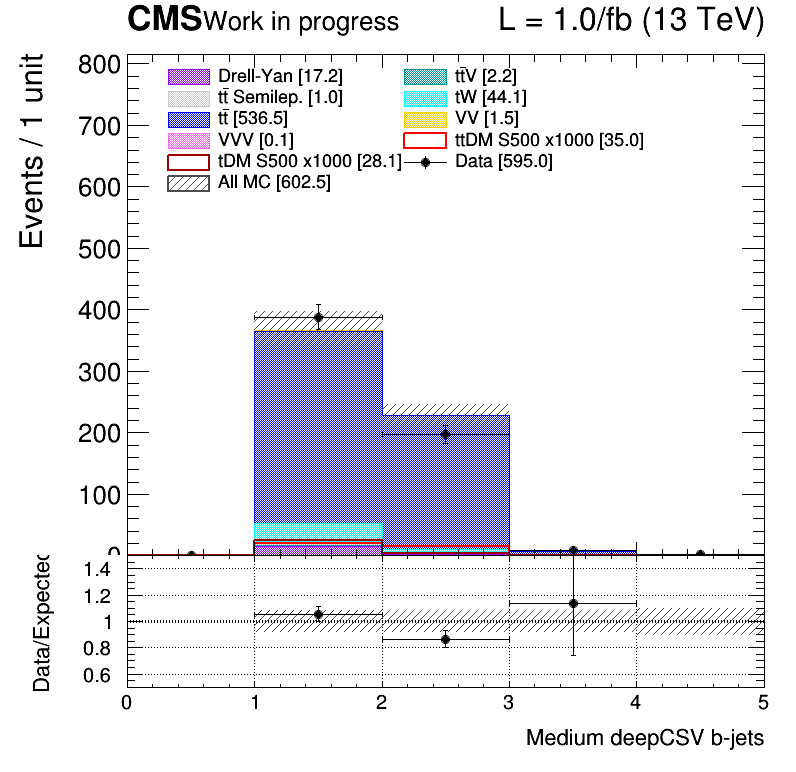 CMS Work in progress L = 1.0/fb (13 TeV)
Events / 1 unit
800
700
600
500
400
300
200
100
0
Drell-Yan [17.2] tt̄V [2.2]
tt̄ Semilep. [1.0] tW [44.1]
tt̄ [536.5] VV [1.5]
VVV [0.1] ttDM S500 x1000 [35.0]
tDM S500 x1000 [28.1] Data [595.0]
All MC [602.5]
Data/Expected
1.4
1.2
1
0.8
0.6
0 1 2 3 4 5
Medium deepCSV b-jets